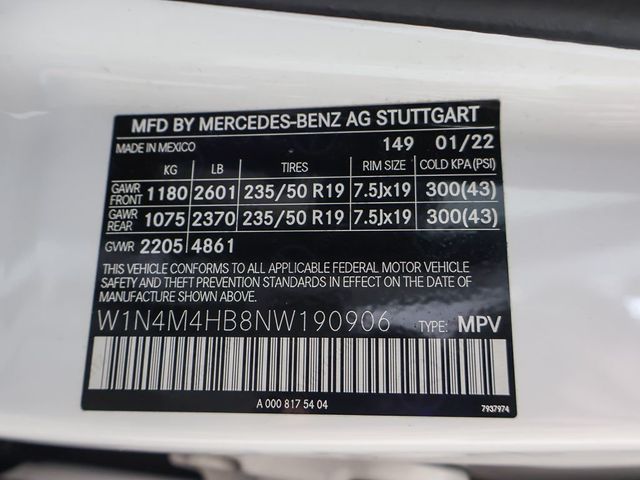 MFD BY MERCEDES-BENZ AG STUTTGART
MADE IN MEXICO 149 01/22
KG LB TIRES RIM SIZE COLD KPA(PSI)
GAWR FRONT 1180 2601 235/50 R19 7.5Jx19 300(43)
GAWR REAR 1075 2370 235/50 R19 7.5Jx19 300(43)
GVWR 2205 4861
THIS VEHICLE CONFORMS TO ALL APPLICABLE FEDERAL MOTOR VEHICLE
SAFETY AND THEFT PREVENTION STANDARDS IN EFFECT ON THE DATE
OF MANUFACTURE SHOWN ABOVE.
W1N4M4HB8NW190906 TYPE: MPV
A 000 817 54 04
7937974